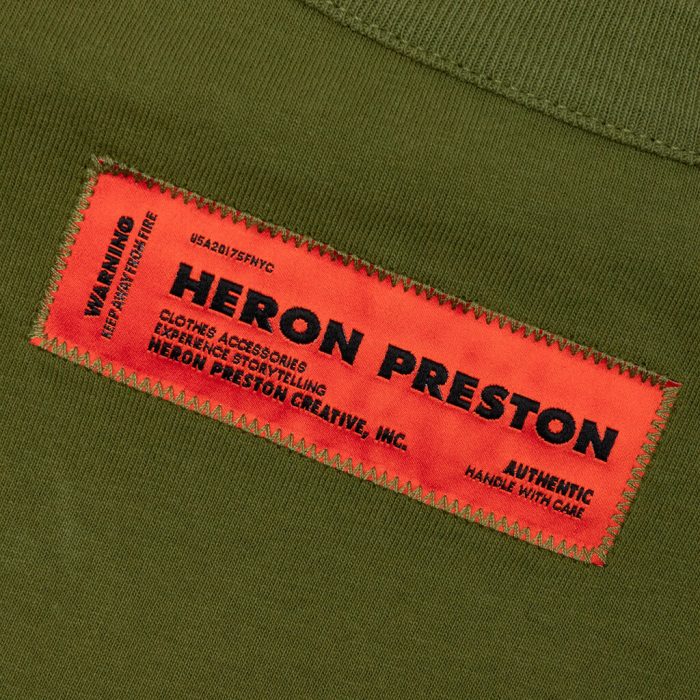 WARNING
KEEP AWAY FROM FIRE
USA20175FNYC
HERON PRESTON
CLOTHES ACCESSORIES
EXPERIENCE STORYTELLING
HERON PRESTON CREATIVE, INC.
AUTHENTIC
HANDLE WITH CARE